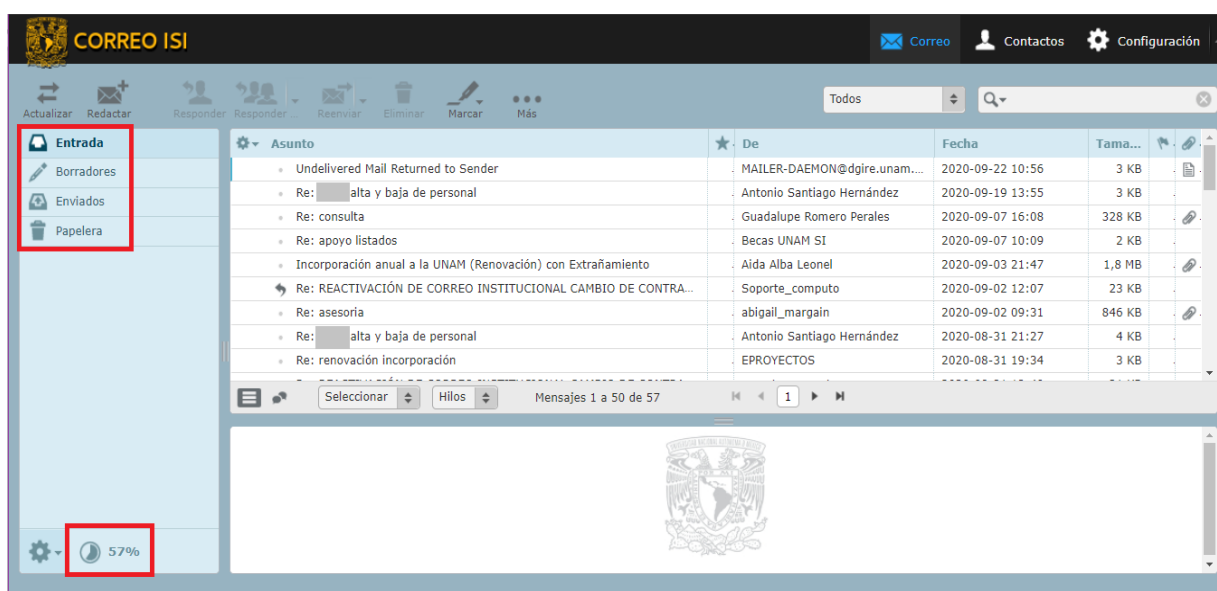 CORREO ISI
Correo Contactos Configuración
Actualizar Redactar Responder Responder... Reenviar Eliminar Marcar Más
Todos
Entrada
Borradores
Enviados
Papelera
Asunto De Fecha Tama...
Undelivered Mail Returned to Sender MAILER-DAEMON@dgire.unam.... 2020-09-22 10:56 3 KB
Re: alta y baja de personal Antonio Santiago Hernández 2020-09-19 13:55 3 KB
Re: consulta Guadalupe Romero Perales 2020-09-07 16:08 328 KB
Re: apoyo listados Becas UNAM SI 2020-09-07 10:09 2 KB
Incorporación anual a la UNAM (Renovación) con Extrañamiento Aida Alba Leonel 2020-09-03 21:47 1,8 MB
Re: REACTIVACIÓN DE CORREO INSTITUCIONAL CAMBIO DE CONTRA... Soporte_computo 2020-09-02 12:07 23 KB
Re: asesoria abigail_margain 2020-09-02 09:31 846 KB
Re: alta y baja de personal Antonio Santiago Hernández 2020-08-31 21:27 4 KB
Re: renovación incorporación EPROYECTOS 2020-08-31 19:34 3 KB
Seleccionar Hilos Mensajes 1 a 50 de 57 1
57%